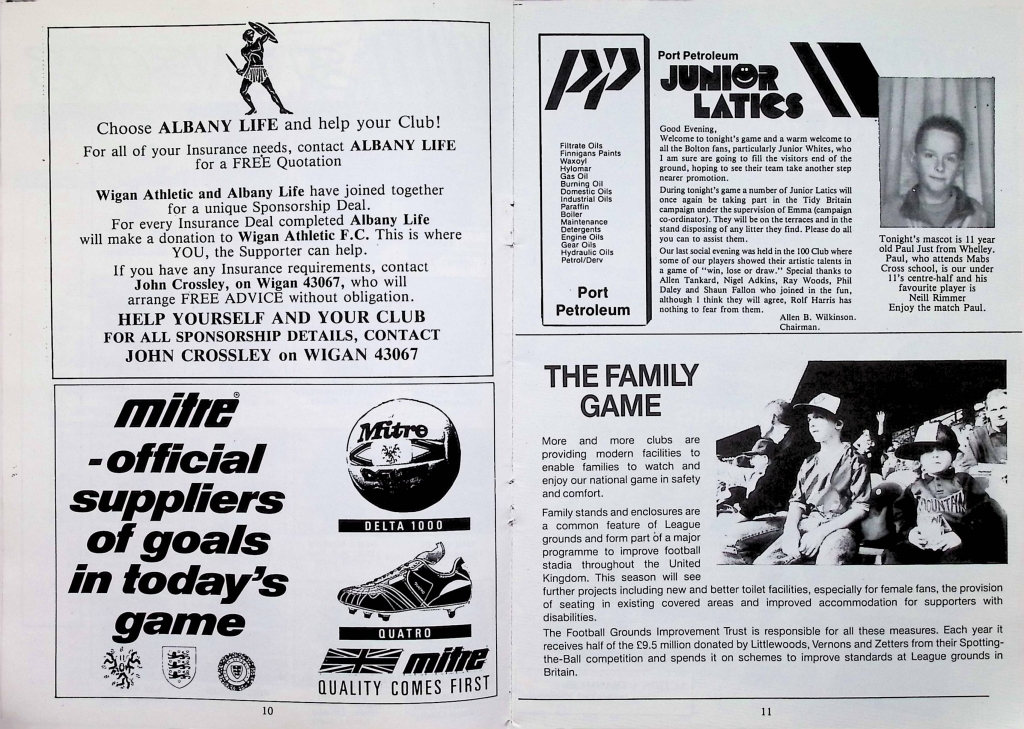 Choose ALBANY LIFE and help your Club!
For all of your Insurance needs, contact ALBANY LIFE
for a FREE Quotation
Wigan Athletic and Albany Life have joined together
for a unique Sponsorship Deal.
For every Insurance Deal completed Albany Life
will make a donation to Wigan Athletic F.C. This is where
YOU, the Supporter can help.
If you have any Insurance requirements, contact
John Crossley, on Wigan 43067, who will
arrange FREE ADVICE without obligation.
HELP YOURSELF AND YOUR CLUB
FOR ALL SPONSORSHIP DETAILS, CONTACT
JOHN CROSSLEY on WIGAN 43067
mitre®
-official
suppliers
of goals
in today's
game
Mitre
DELTA 1000
QUATRO
mitre
QUALITY COMES FIRST
10
PP
Filtrate Oils
Finnigans Paints
Waxoyl
Hylomar
Gas Oil
Burning Oil
Domestic Oils
Industrial Oils
Paraffin
Boiler
Maintenance
Detergents
Engine Oils
Gear Oils
Hydraulic Oils
Petrol/Derv
Port
Petroleum
Port Petroleum
JUNIOR
LATICS
Good Evening,
Welcome to tonight's game and a warm welcome to
all the Bolton fans, particularly Junior Whites, who
I am sure are going to fill the visitors end of the
ground, hoping to see their team take another step
nearer promotion.
During tonight's game a number of Junior Latics will
once again be taking part in the Tidy Britain
campaign under the supervision of Emma (campaign
co-ordinator). They will be on the terraces and in the
stand disposing of any litter they find. Please do all
you can to assist them.
Our last social evening was held in the 100 Club where
some of our players showed their artistic talents in
a game of "win, lose or draw." Special thanks to
Allen Tankard, Nigel Adkins, Ray Woods, Phil
Daley and Shaun Fallon who joined in the fun,
although I think they will agree, Rolf Harris has
nothing to fear from them.
Allen B. Wilkinson.
Chairman.
Tonight's mascot is 11 year
old Paul Just from Whelley.
Paul, who attends Mabs
Cross school, is our under
11's centre-half and his
favourite player is
Neill Rimmer
Enjoy the match Paul.
THE FAMILY
GAME
More and more clubs are
providing modern facilities to
enable families to watch and
enjoy our national game in safety
and comfort.
Family stands and enclosures are
a common feature of League
grounds and form part of a major
programme to improve football
stadia throughout the United
Kingdom. This season will see
further projects including new and better toilet facilities, especially for female fans, the provision
of seating in existing covered areas and improved accommodation for supporters with
disabilities.
The Football Grounds Improvement Trust is responsible for all these measures. Each year it
receives half of the £9.5 million donated by Littlewoods, Vernons and Zetters from their Spotting-
the-Ball competition and spends it on schemes to improve standards at League grounds in
Britain.
MOUNTAIN
11